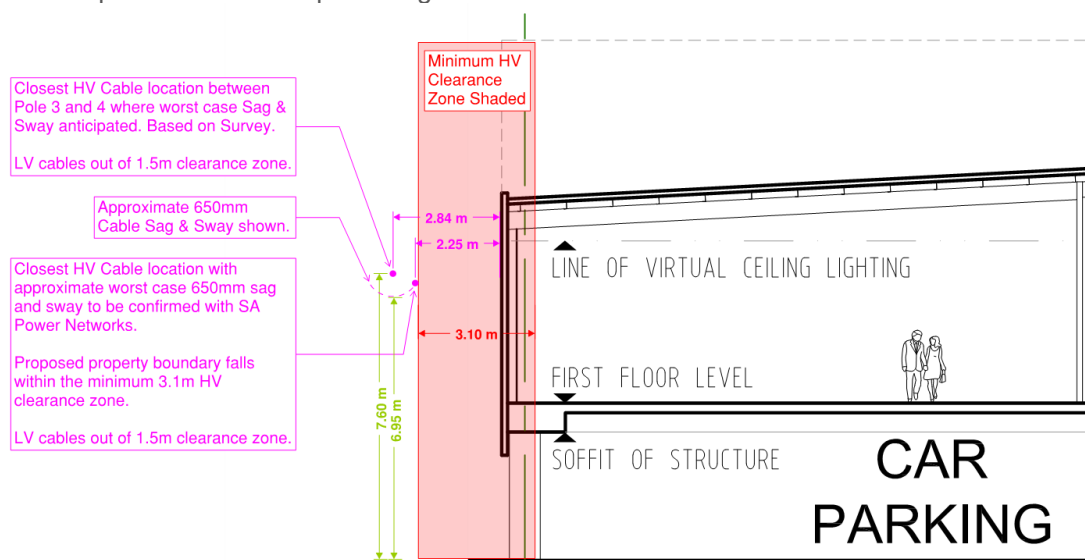 Minimum HV
Clearance
Zone Shaded
Closest HV Cable location between
Pole 3 and 4 where worst case Sag &
Sway anticipated. Based on Survey.
LV cables out of 1.5m clearance zone.
Approximate 650mm
Cable Sag & Sway shown.
Closest HV Cable location with
approximate worst case 650mm sag
and sway to be confirmed with SA
Power Networks.
Proposed property boundary falls
within the minimum 3.1m HV
clearance zone.
LV cables out of 1.5m clearance zone.
2.84 m
2.25 m
3.10 m
7.60 m
6.95 m
LINE OF VIRTUAL CEILING LIGHTING
FIRST FLOOR LEVEL
SOFFIT OF STRUCTURE
CAR
PARKING